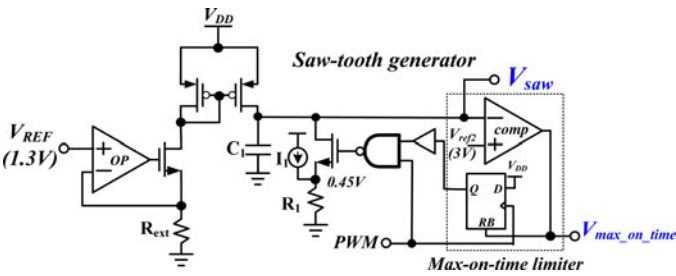 V_DD
Saw-tooth generator
V_saw
V_REF
(1.3V)
+
−
OP
C_1
I_1
0.45V
R_1
R_ext
−
+
comp
V_ref2
(3V)
V_DD
Q
D
RB
PWM
V_max_on_time
Max-on-time limiter